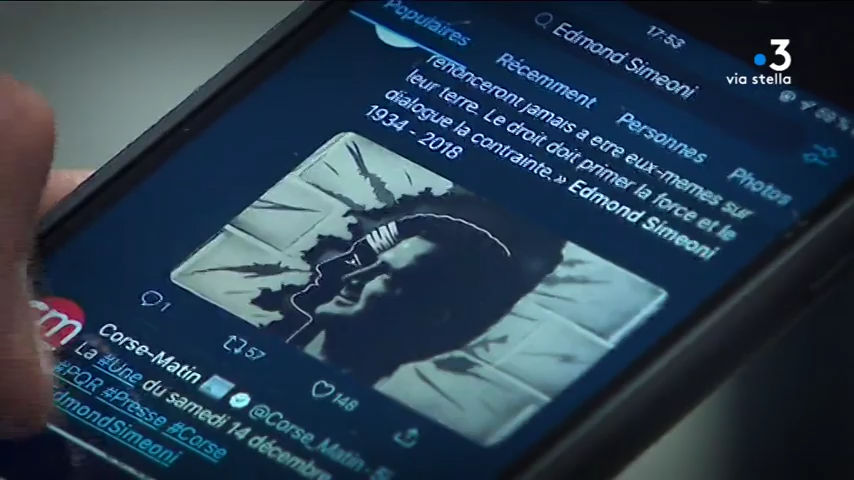 17:53
3
via stella
Edmond Simeoni
Populaires
Récemment
Personnes
Photos
renonceront jamais a etre eux-memes sur
leur terre. Le droit doit primer la force et le
dialogue la contrainte. » Edmond Simeoni
1934 - 2018
1
57
148
Corse-Matin @Corse_Matin
La #Une du samedi 14 décembre
#PQR #Presse #Corse
dmondSimeoni